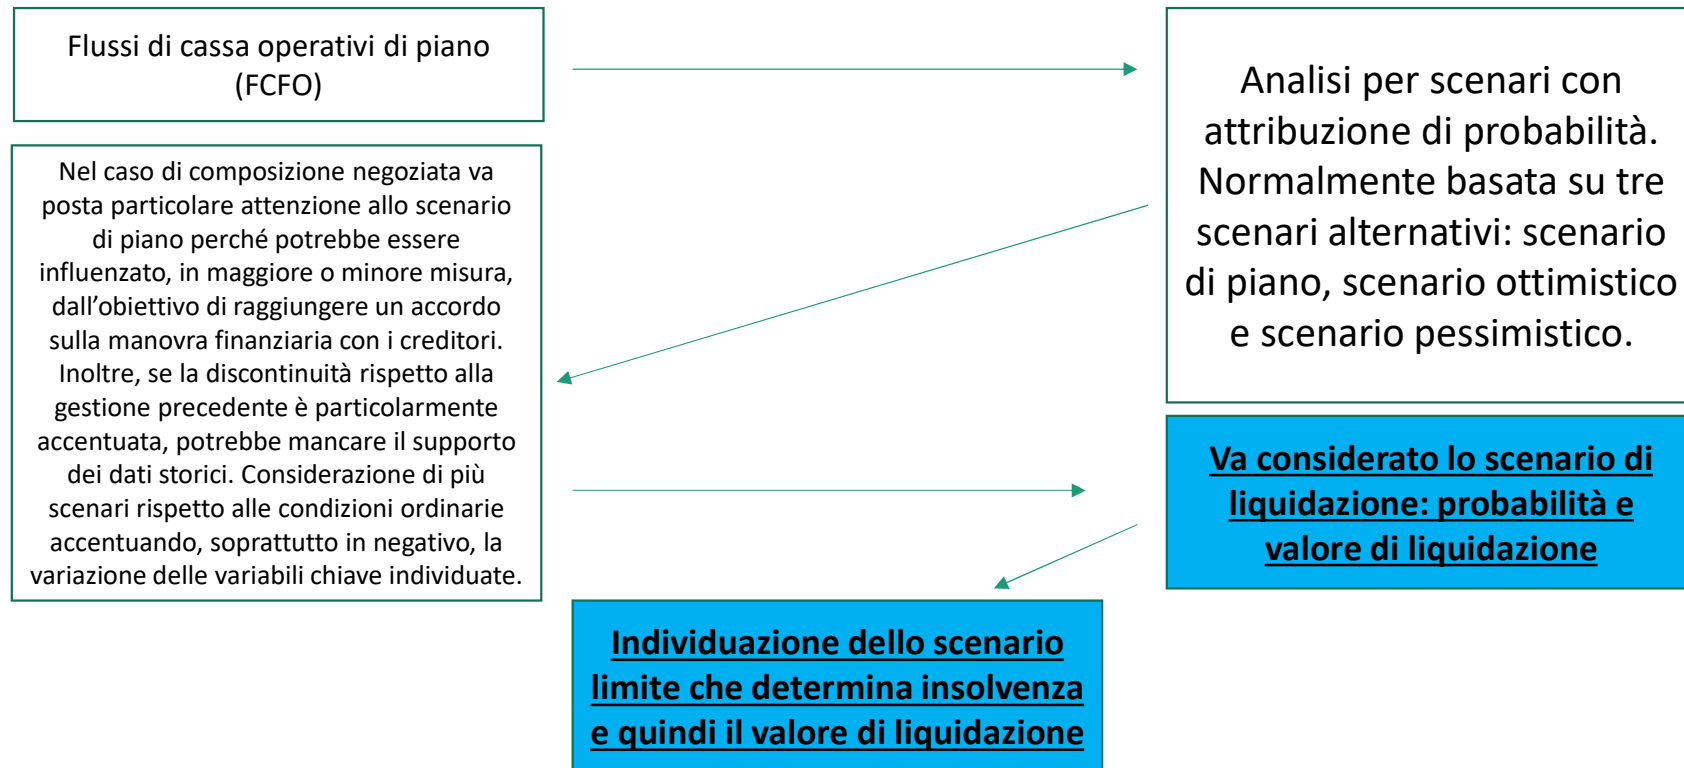 Flussi di cassa operativi di piano
(FCFO)
Analisi per scenari con
attribuzione di probabilità.
Normalmente basata su tre
scenari alternativi: scenario
di piano, scenario ottimistico
e scenario pessimistico.
Nel caso di composizione negoziata va
posta particolare attenzione allo scenario
di piano perché potrebbe essere
influenzato, in maggiore o minore misura,
dall’obiettivo di raggiungere un accordo
sulla manovra finanziaria con i creditori.
Inoltre, se la discontinuità rispetto alla
gestione precedente è particolarmente
accentuata, potrebbe mancare il supporto
dei dati storici. Considerazione di più
scenari rispetto alle condizioni ordinarie
accentuando, soprattutto in negativo, la
variazione delle variabili chiave individuate.
Va considerato lo scenario di
liquidazione: probabilità e
valore di liquidazione
Individuazione dello scenario
limite che determina insolvenza
e quindi il valore di liquidazione